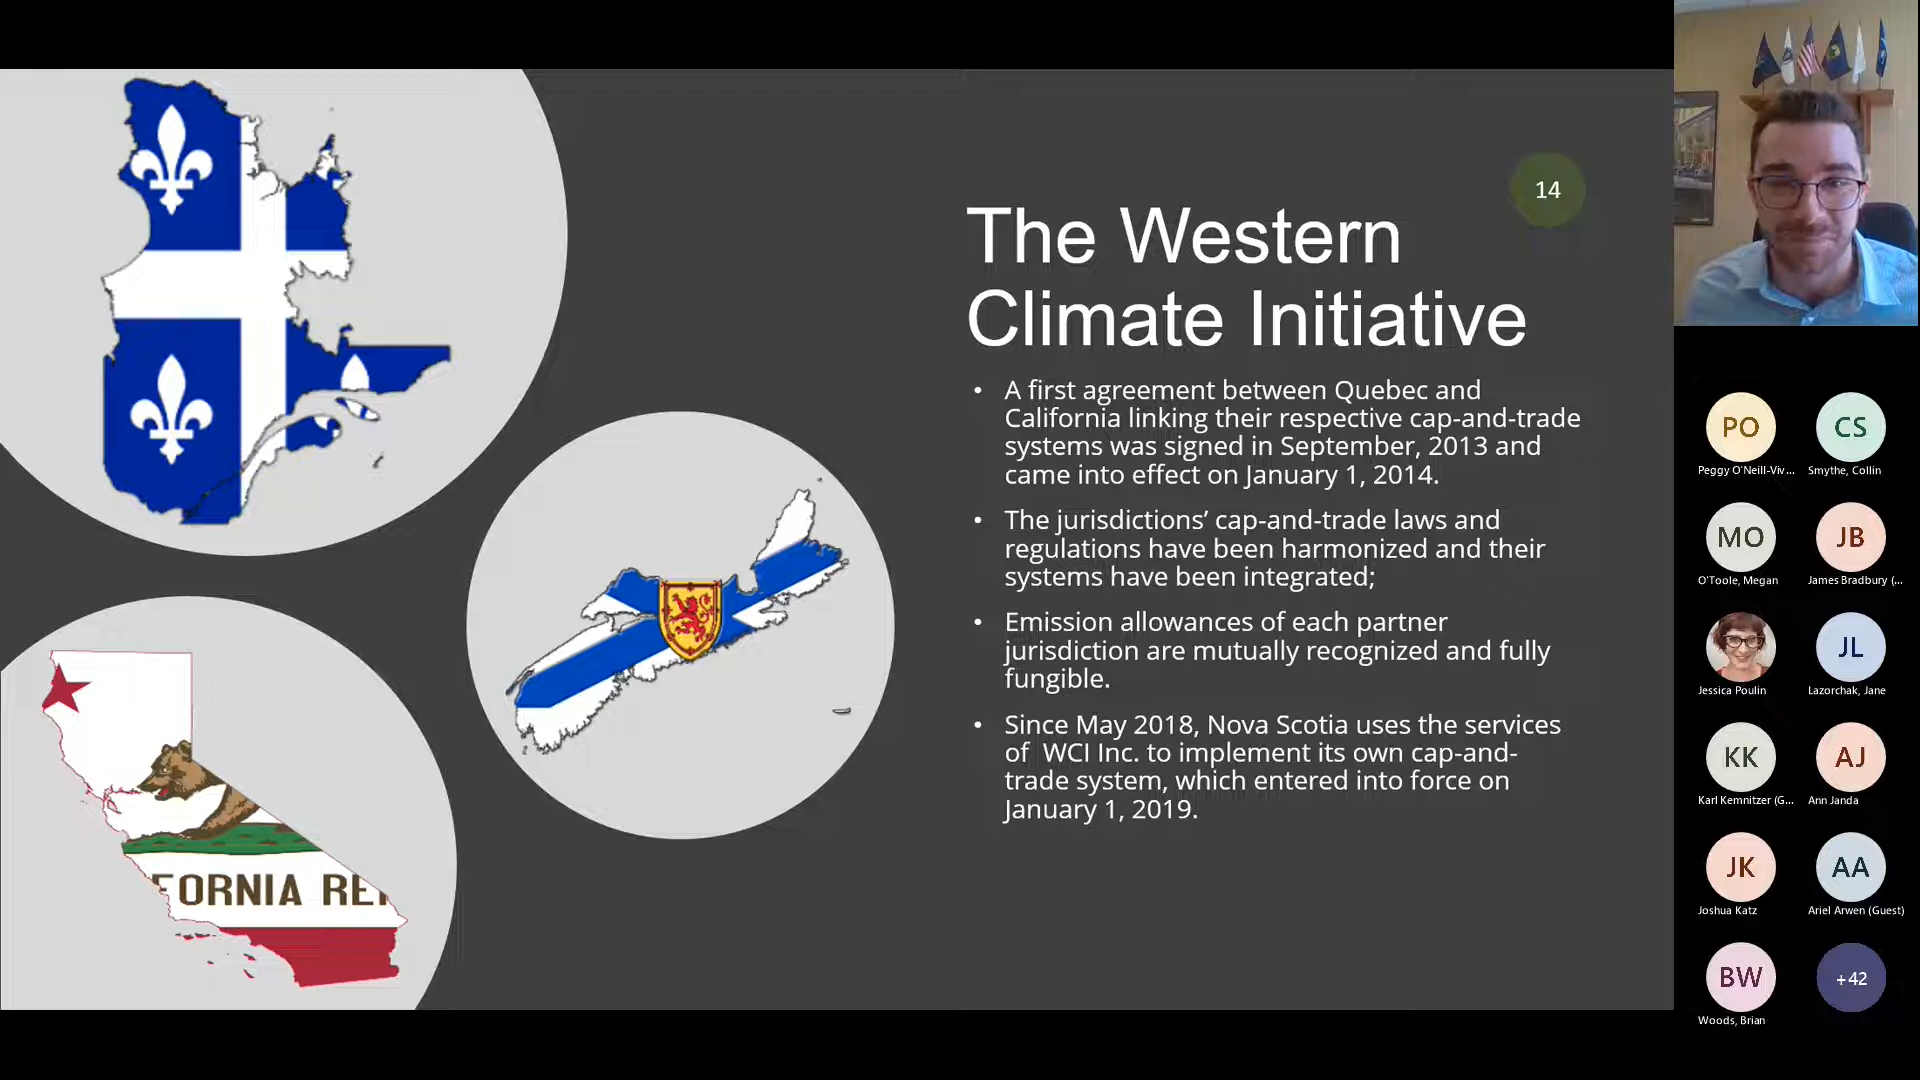 14
The Western
Climate Initiative
• A first agreement between Quebec and
California linking their respective cap-and-trade
systems was signed in September, 2013 and
came into effect on January 1, 2014.
• The jurisdictions’ cap-and-trade laws and
regulations have been harmonized and their
systems have been integrated;
• Emission allowances of each partner
jurisdiction are mutually recognized and fully
fungible.
• Since May 2018, Nova Scotia uses the services
of  WCI Inc. to implement its own cap-and-
trade system, which entered into force on
January 1, 2019.
FORNIA RE
PO
Peggy O'Neill-Viv...
CS
Smythe, Collin
MO
O'Toole, Megan
JB
James Bradbury (...
Jessica Poulin
JL
Lazorchak, Jane
KK
Karl Kemnitzer (G...
AJ
Ann Janda
JK
Joshua Katz
AA
Ariel Arwen (Guest)
BW
Woods, Brian
+42